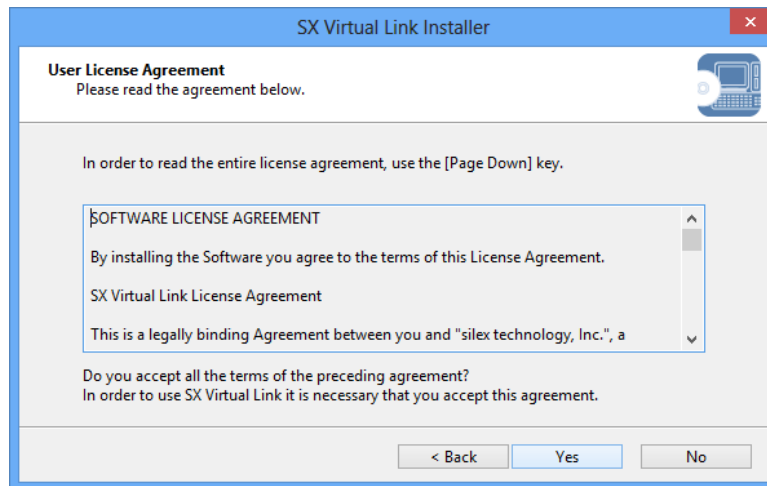 SX Virtual Link Installer
User License Agreement
Please read the agreement below.
In order to read the entire license agreement, use the [Page Down] key.
SOFTWARE LICENSE AGREEMENT
By installing the Software you agree to the terms of this License Agreement.
SX Virtual Link License Agreement
This is a legally binding Agreement between you and "silex technology, Inc.", a
Do you accept all the terms of the preceding agreement?
In order to use SX Virtual Link it is necessary that you accept this agreement.
< Back
Yes
No